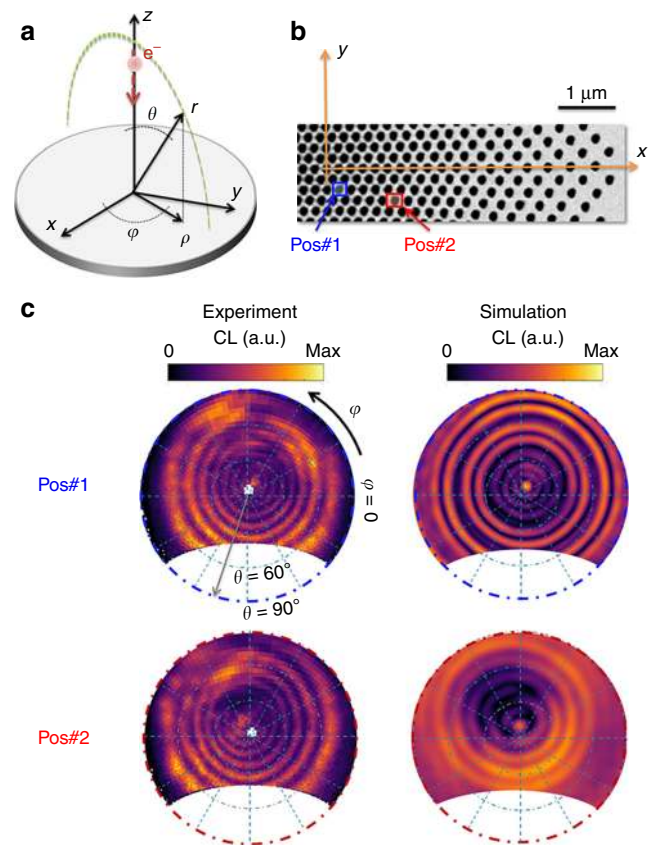 a
z
e−
θ
r
y
x
φ
ρ
b
y
1 μm
x
Pos#1
Pos#2
c
Experiment
Simulation
CL (a.u.)
CL (a.u.)
0
Max
0
Max
φ
Pos#1
φ = 0
θ = 60°
θ = 90°
Pos#2